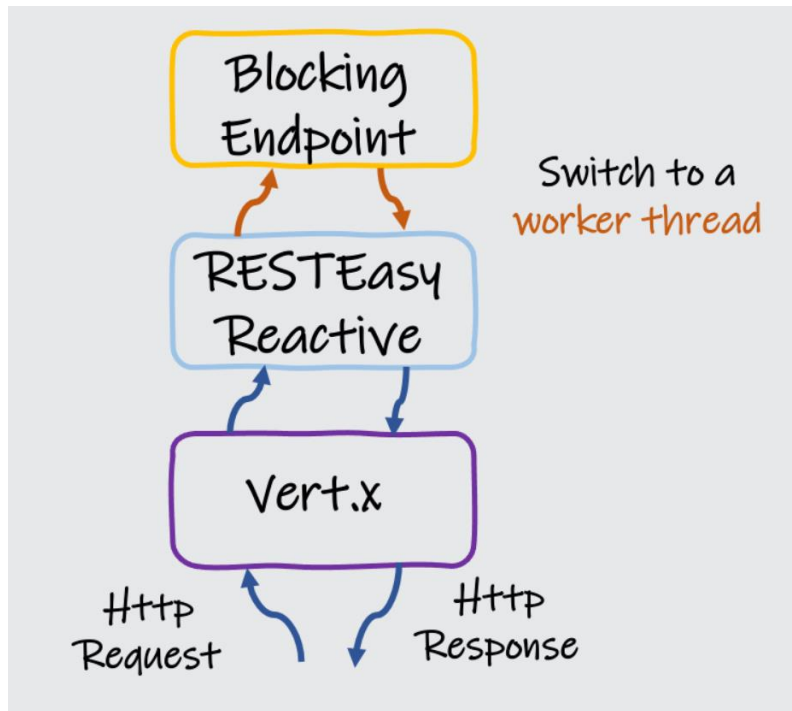 Blocking
Endpoint
Switch to a
worker thread
RESTEasy
Reactive
Vert.x
Http
Request
Http
Response